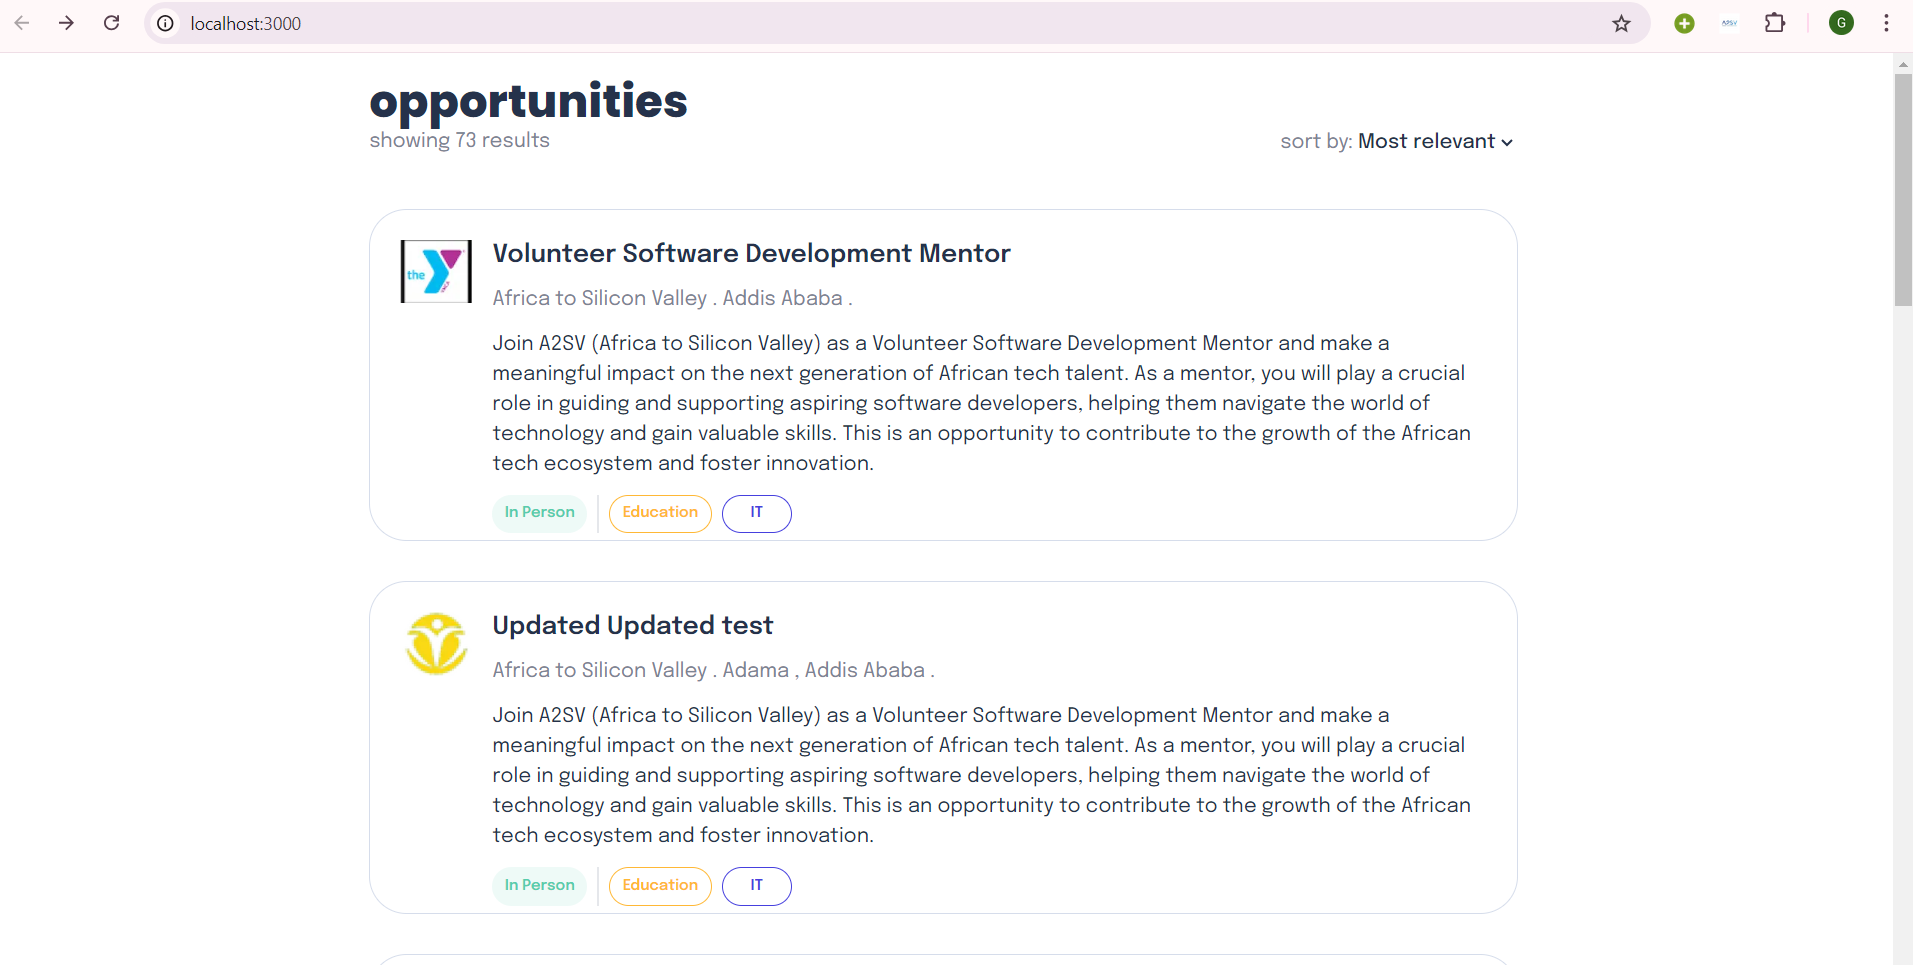 localhost:3000
A2SV
G
opportunities
showing 73 results
sort by: Most relevant
the
Volunteer Software Development Mentor
Africa to Silicon Valley . Addis Ababa .
Join A2SV (Africa to Silicon Valley) as a Volunteer Software Development Mentor and make a
meaningful impact on the next generation of African tech talent. As a mentor, you will play a crucial
role in guiding and supporting aspiring software developers, helping them navigate the world of
technology and gain valuable skills. This is an opportunity to contribute to the growth of the African
tech ecosystem and foster innovation.
In Person Education IT
Updated Updated test
Africa to Silicon Valley . Adama , Addis Ababa .
Join A2SV (Africa to Silicon Valley) as a Volunteer Software Development Mentor and make a
meaningful impact on the next generation of African tech talent. As a mentor, you will play a crucial
role in guiding and supporting aspiring software developers, helping them navigate the world of
technology and gain valuable skills. This is an opportunity to contribute to the growth of the African
tech ecosystem and foster innovation.
In Person Education IT